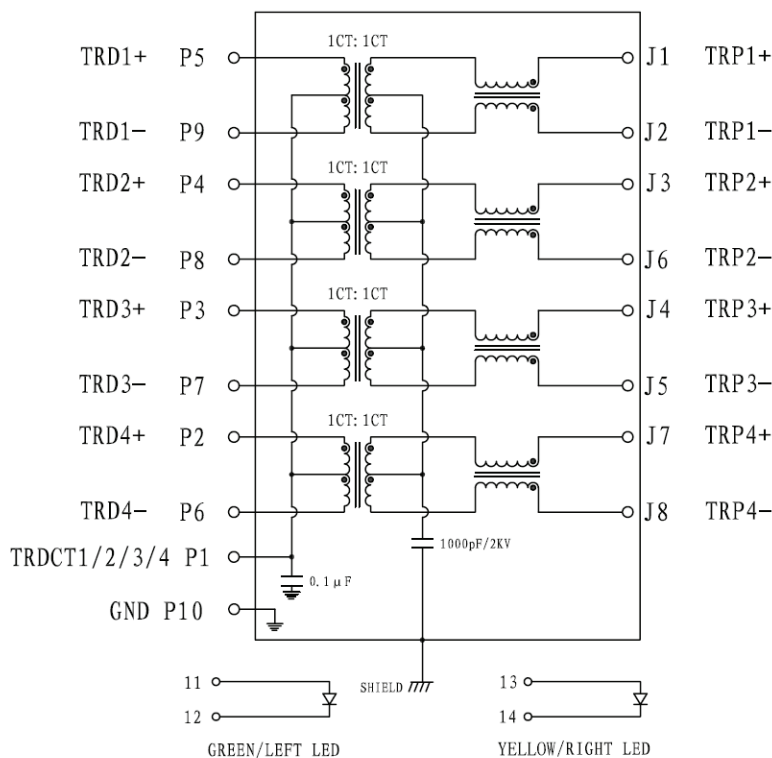 1CT: 1CT
TRD1+ P5 J1 TRP1+
TRD1− P9 J2 TRP1−
1CT: 1CT
TRD2+ P4 J3 TRP2+
TRD2− P8 J6 TRP2−
1CT: 1CT
TRD3+ P3 J4 TRP3+
TRD3− P7 J5 TRP3−
1CT: 1CT
TRD4+ P2 J7 TRP4+
TRD4− P6 J8 TRP4−
1000pF/2KV
TRDCT1/2/3/4 P1
0.1μF
GND P10
11 SHIELD 13
12 14
GREEN/LEFT LED YELLOW/RIGHT LED